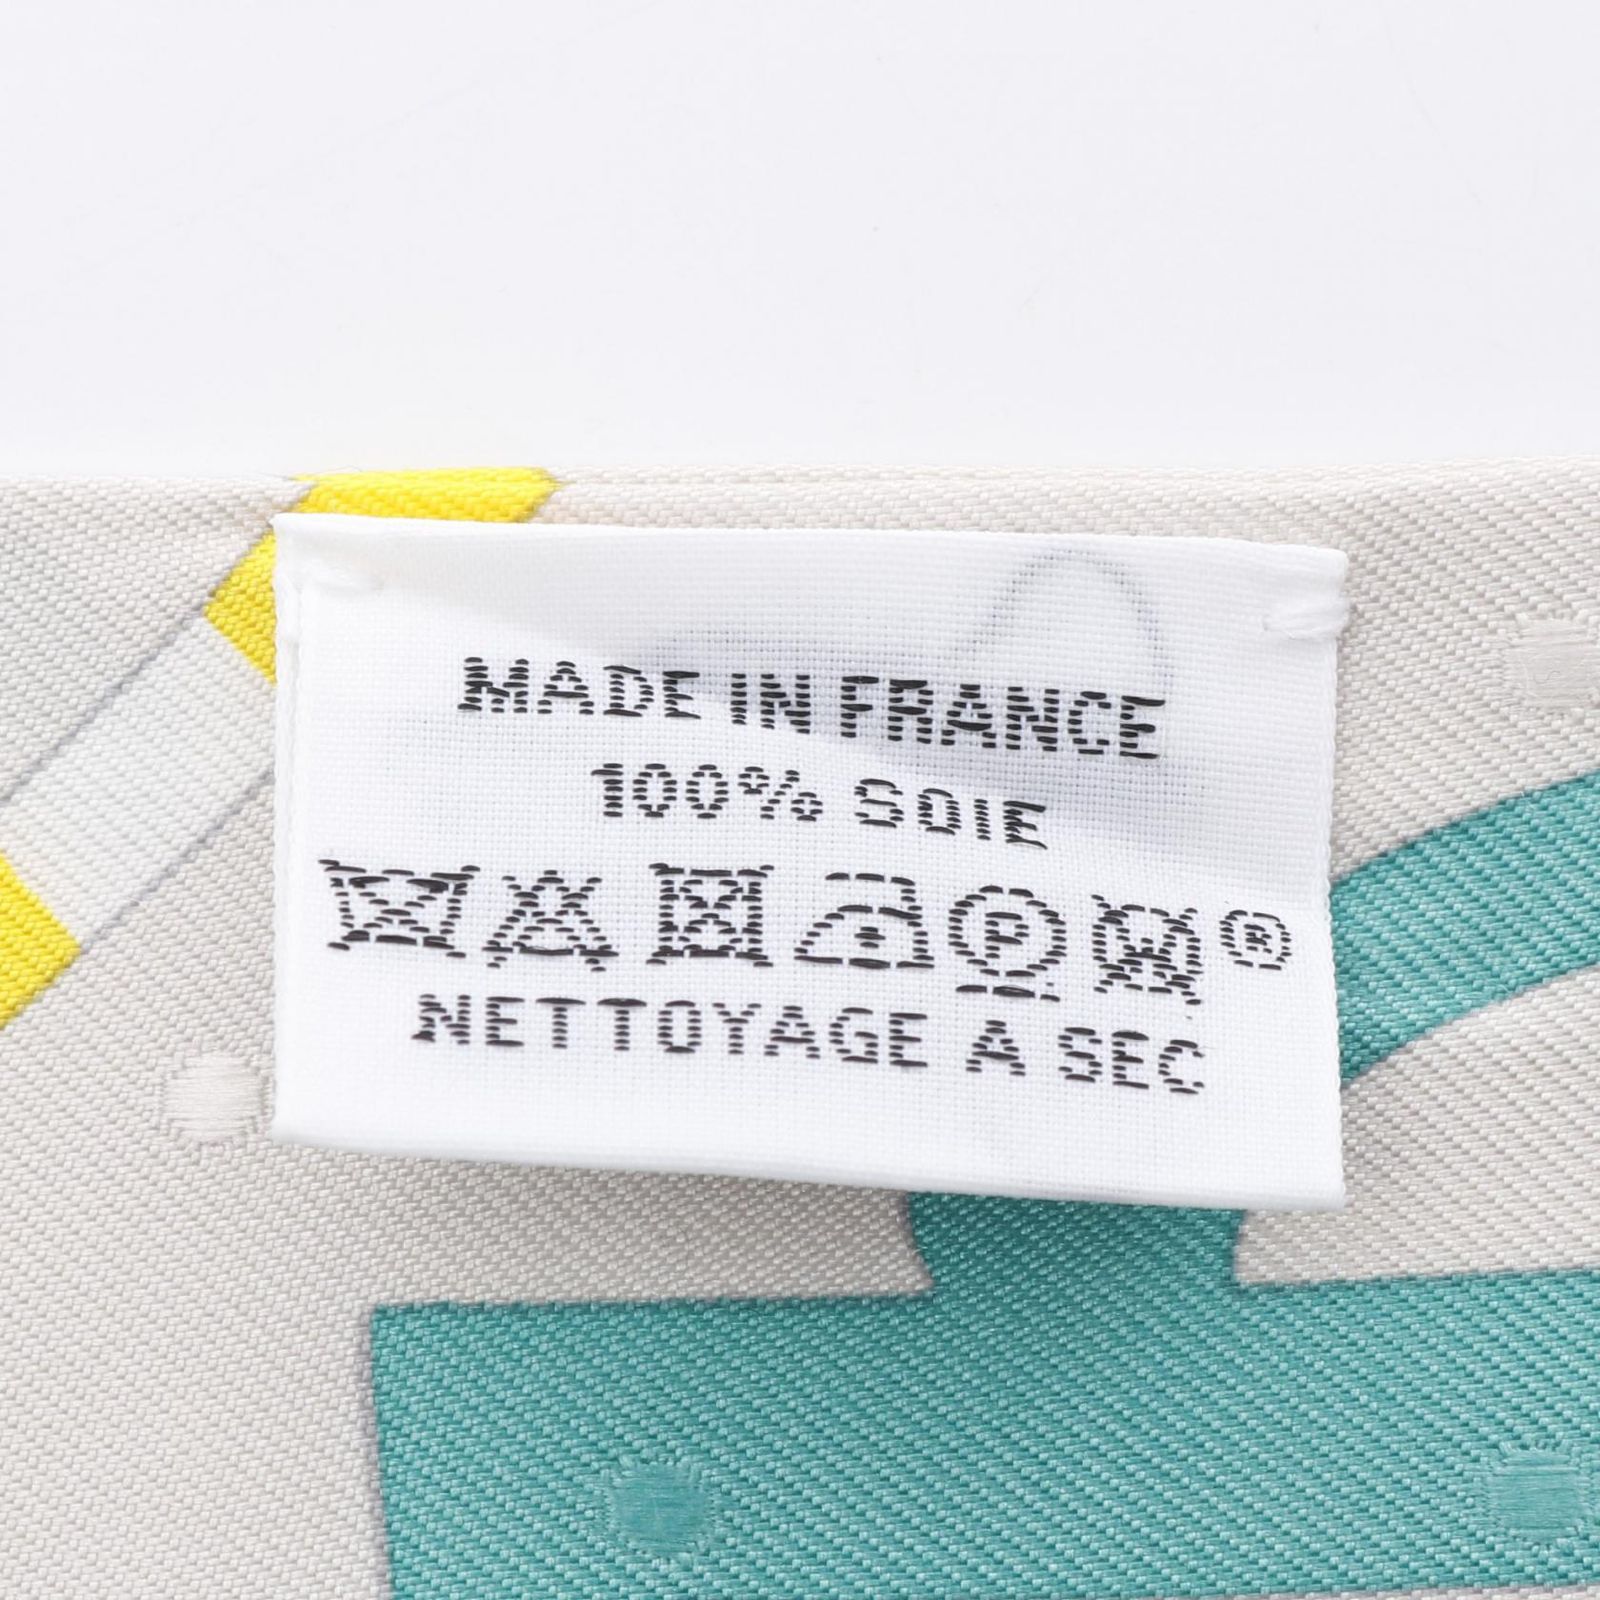 MADE IN FRANCE
100% SOIE
®
NETTOYAGE A SEC